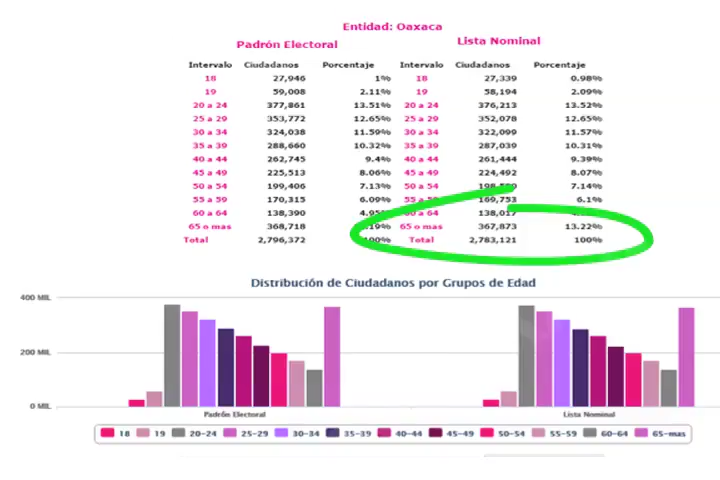 Entidad: Oaxaca
Padrón Electoral Lista Nominal
Intervalo Ciudadanos Porcentaje Intervalo Ciudadanos Porcentaje
18 27,946 1% 18 27,339 0.98%
19 59,008 2.11% 19 58,194 2.09%
20 a 24 377,861 13.51% 20 a 24 376,213 13.52%
25 a 29 353,772 12.65% 25 a 29 352,078 12.65%
30 a 34 324,038 11.59% 30 a 34 322,099 11.57%
35 a 39 288,660 10.32% 35 a 39 287,039 10.31%
40 a 44 262,745 9.4% 40 a 44 261,444 9.39%
45 a 49 225,513 8.06% 45 a 49 224,492 8.07%
50 a 54 199,406 7.13% 50 a 54 7.14%
55 a 59 170,315 6.09% 55 a 59 169,753 6.1%
60 a 64 138,390 4.95% 60 a 64 138,017
65 o mas 368,718 65 o mas 367,873 13.22%
Total 2,796,372 100% Total 2,783,121 100%
Distribución de Ciudadanos por Grupos de Edad
400 MIL
200 MIL
0 MIL
Padrón Electoral Lista Nominal
18 19 20-24 25-29 30-34 35-39 40-44 45-49 50-54 55-59 60-64 65-mas